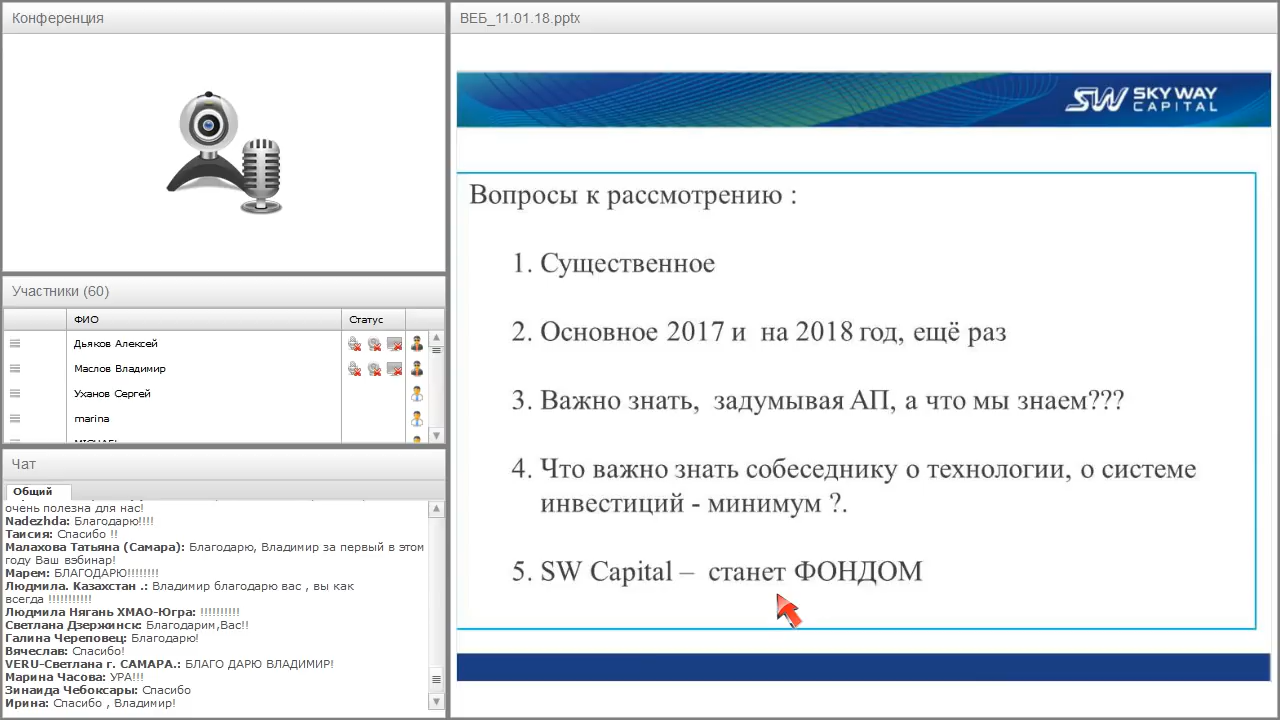 Конференция
Участники (60)
ФИО
Статус
Дьяков Алексей
Маслов Владимир
Уханов Сергей
marina
MICHAEL
Чат
Общий
очень полезна для нас!
Nadezhda: Благодарю!!!!
Таисия: Спасибо !!
Малахова Татьяна (Самара): Благодарю, Владимир за первый в этом
году Ваш вэбинар!
Марем: БЛАГОДАРЮ!!!!!!!!
Людмила. Казахстан .: Владимир благодарю вас , вы как
всегда !!!!!!!!!!!
Людмила Нягань ХМАО-Югра: !!!!!!!!!!
Светлана Дзержинск: Благодарим,Вас!!
Галина Череповец: Благодарю!
Вячеслав: Спасибо!
VERU-Светлана г. САМАРА.: БЛАГО ДАРЮ ВЛАДИМИР!
Марина Часова: УРА!!!
Зинаида Чебоксары: Спасибо
Ирина: Спасибо , Владимир!
ВЕБ_11.01.18.pptx
SW SKY WAY
CAPITAL
Вопросы к рассмотрению :
1. Существенное
2. Основное 2017 и на 2018 год, ещё раз
3. Важно знать, задумывая АП, а что мы знаем???
4. Что важно знать собеседнику о технологии, о системе
инвестиций - минимум ?.
5. SW Capital – станет ФОНДОМ